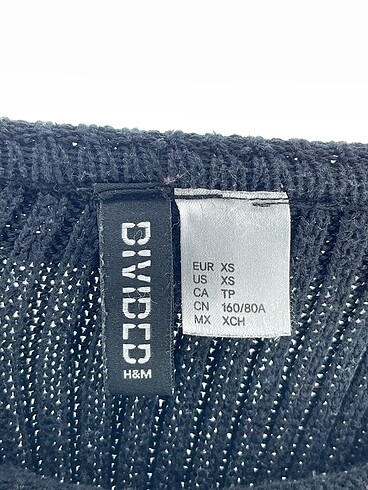 DIVIDED
H&M
EUR XS
US XS
CA TP
CN 160/80A
MX XCH